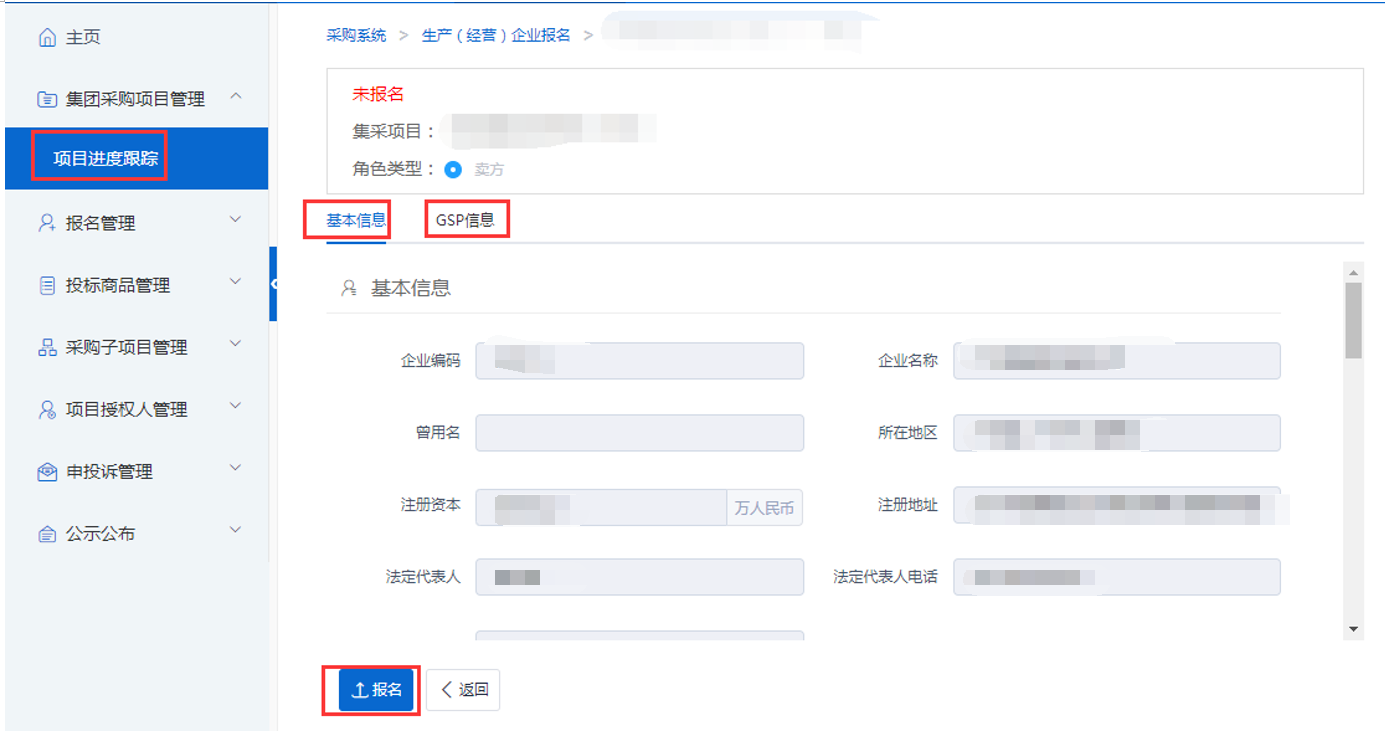 主页
集团采购项目管理
项目进度跟踪
报名管理
投标商品管理
采购子项目管理
项目授权人管理
申投诉管理
公示公布
采购系统 > 生产（经营）企业报名 >
未报名
集采项目：
角色类型： 卖方
基本信息 GSP信息
基本信息
企业编码 企业名称
曾用名 所在地区
注册资本 万人民币 注册地址
法定代表人 法定代表人电话
报名 返回